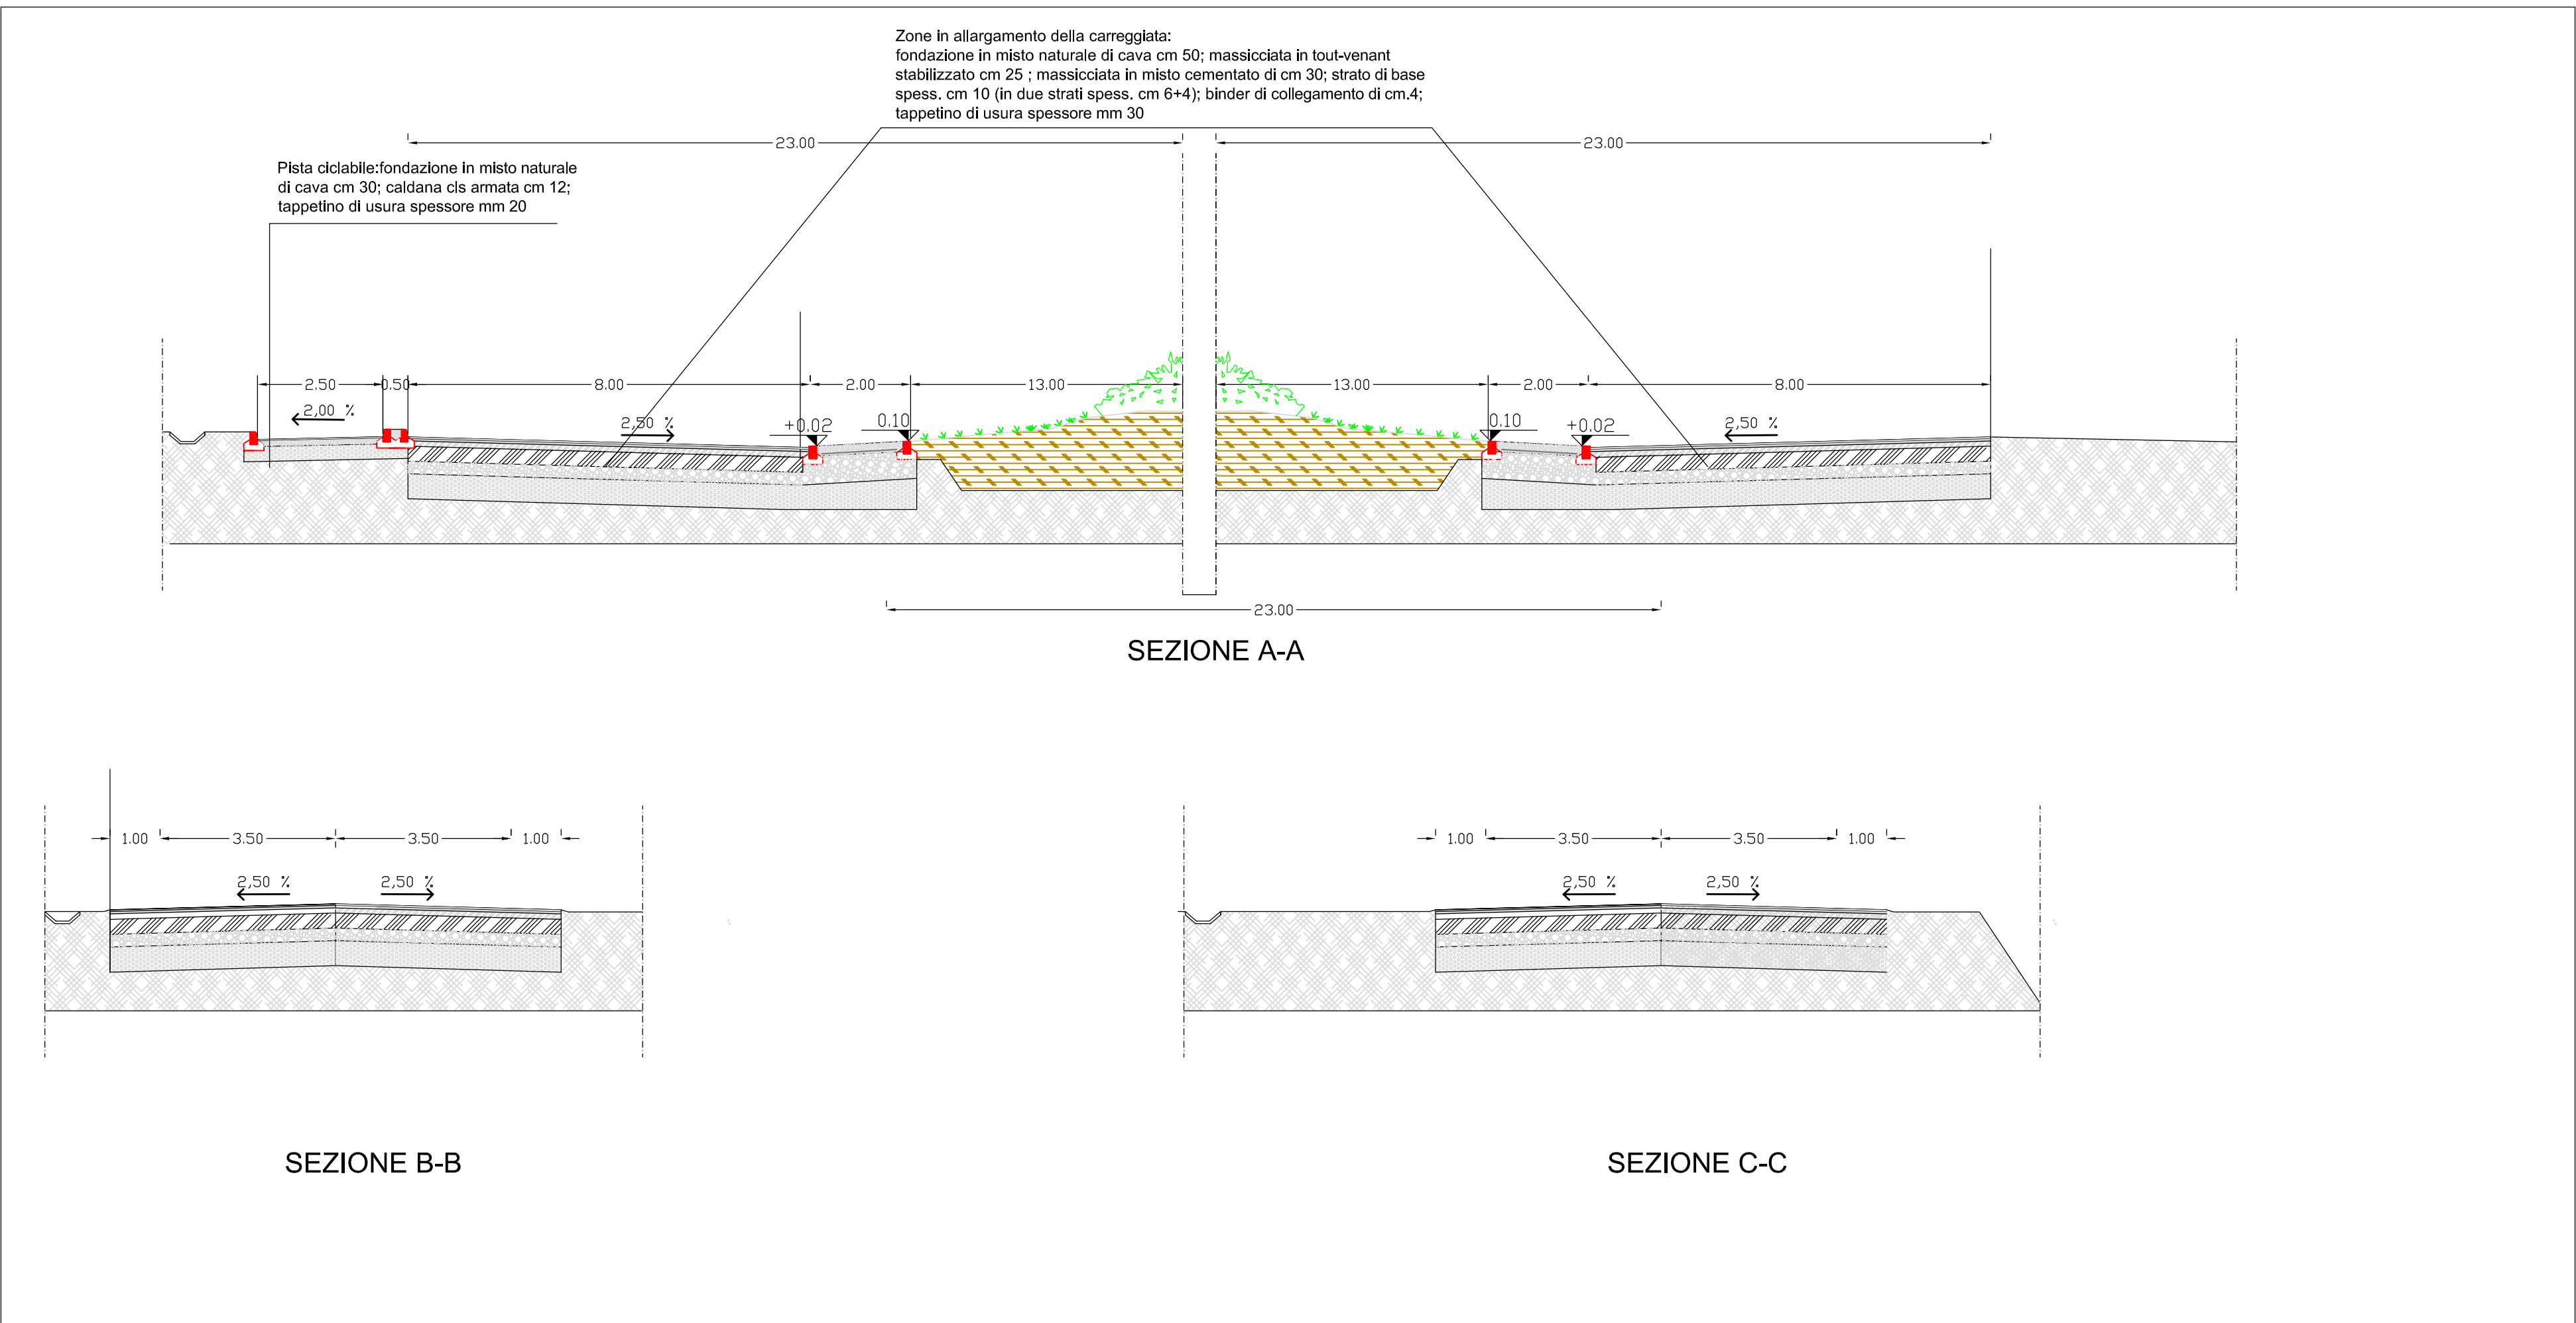 Zone in allargamento della carreggiata:
fondazione in misto naturale di cava cm 50; massicciata in tout-venant
stabilizzato cm 25 ; massicciata in misto cementato di cm 30; strato di base
spess. cm 10 (in due strati spess. cm 6+4); binder di collegamento di cm.4;
tappetino di usura spessore mm 30
23.00 23.00
Pista ciclabile:fondazione in misto naturale
di cava cm 30; caldana cls armata cm 12;
tappetino di usura spessore mm 20
2.50 0.50 8.00 2.00 13.00 13.00 2.00 8.00
2,00 % 2,50 % +0.02 0.10 0.10 +0.02 2,50 %
23.00
SEZIONE A-A
1.00 3.50 3.50 1.00
2,50 % 2,50 %
SEZIONE B-B
1.00 3.50 3.50 1.00
2,50 % 2,50 %
SEZIONE C-C